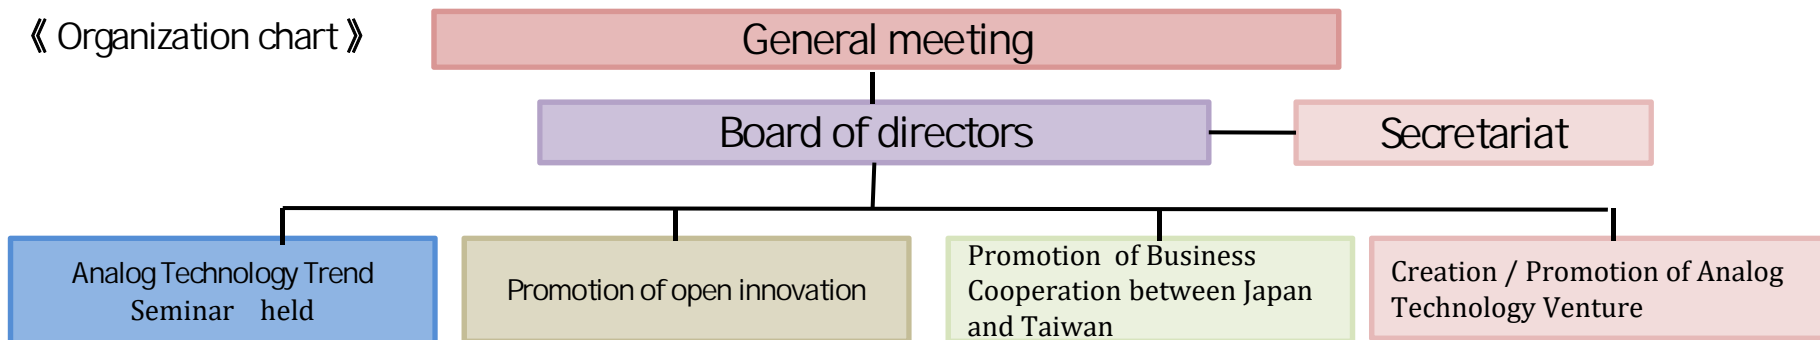 《 Organization chart 》
General meeting
Board of directors
Secretariat
Analog Technology Trend
Seminar held
Promotion of open innovation
Promotion of Business
Cooperation between Japan
and Taiwan
Creation / Promotion of Analog
Technology Venture